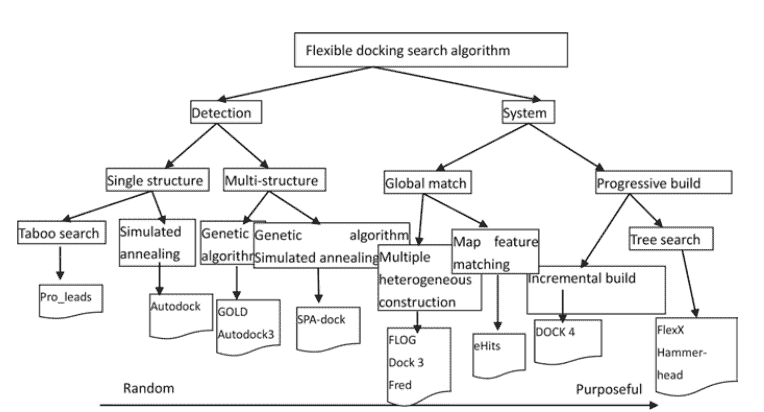 Flexible docking search algorithm
Detection
System
Single structure
Multi-structure
Global match
Progressive build
Taboo search
Simulated
annealing
Genetic
algorithm
Genetic algorithm
Simulated annealing
Multiple
heterogeneous
construction
Map feature
matching
Incremental build
Tree search
Pro_leads
Autodock
GOLD
Autodock3
SPA-dock
FLOG
Dock 3
Fred
eHits
DOCK 4
FlexX
Hammer-
head
Random
Purposeful